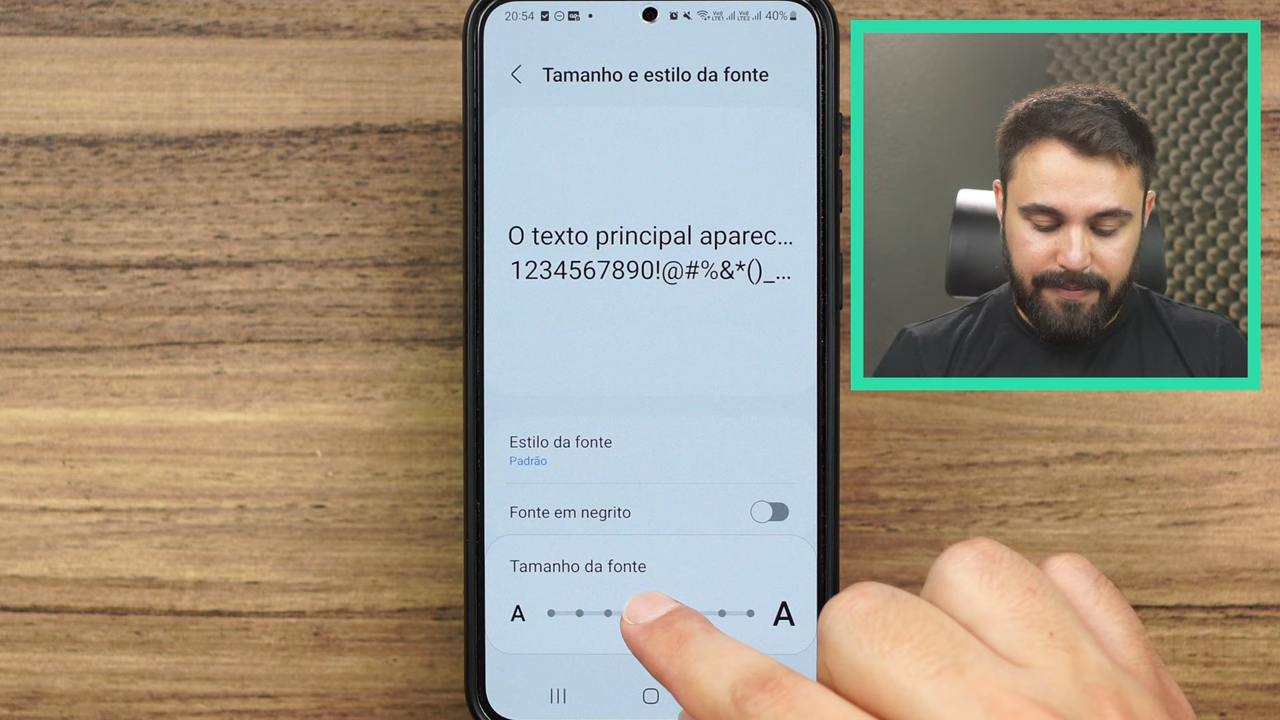 20:54
40%
Tamanho e estilo da fonte
O texto principal aparec...
1234567890!@#%&*()_...
Estilo da fonte
Padrão
Fonte em negrito
Tamanho da fonte
A A